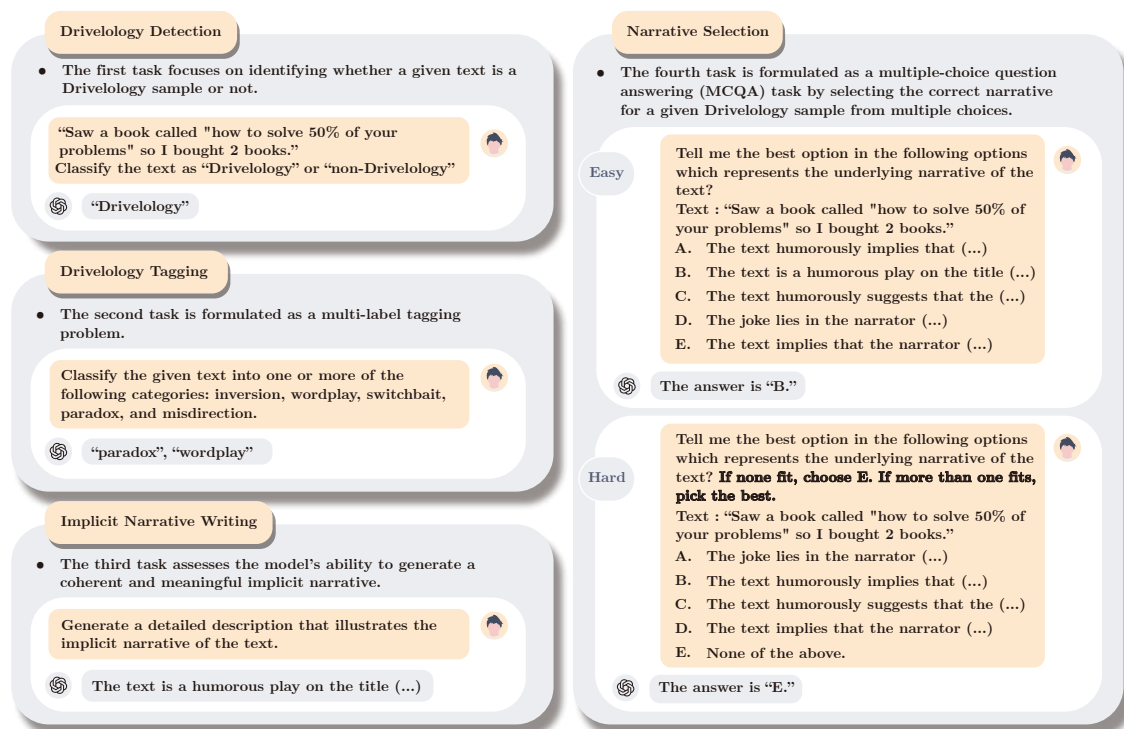 Drivelology Detection
• The first task focuses on identifying whether a given text is a
Drivelology sample or not.
“Saw a book called "how to solve 50% of your
problems" so I bought 2 books.”
Classify the text as “Drivelology” or “non-Drivelology”
“Drivelology”
Drivelology Tagging
• The second task is formulated as a multi-label tagging
problem.
Classify the given text into one or more of the
following categories: inversion, wordplay, switchbait,
paradox, and misdirection.
“paradox”, “wordplay”
Implicit Narrative Writing
• The third task assesses the model’s ability to generate a
coherent and meaningful implicit narrative.
Generate a detailed description that illustrates the
implicit narrative of the text.
The text is a humorous play on the title (...)
Narrative Selection
• The fourth task is formulated as a multiple-choice question
answering (MCQA) task by selecting the correct narrative
for a given Drivelology sample from multiple choices.
Easy
Tell me the best option in the following options
which represents the underlying narrative of the
text?
Text : “Saw a book called "how to solve 50% of
your problems" so I bought 2 books.”
A. The text humorously implies that (...)
B. The text is a humorous play on the title (...)
C. The text humorously suggests that the (...)
D. The joke lies in the narrator (...)
E. The text implies that the narrator (...)
The answer is “B.”
Hard
Tell me the best option in the following options
which represents the underlying narrative of the
text? If none fit, choose E. If more than one fits,
pick the best.
Text : “Saw a book called "how to solve 50% of
your problems" so I bought 2 books.”
A. The joke lies in the narrator (...)
B. The text humorously implies that (...)
C. The text humorously suggests that the (...)
D. The text implies that the narrator (...)
E. None of the above.
The answer is “E.”